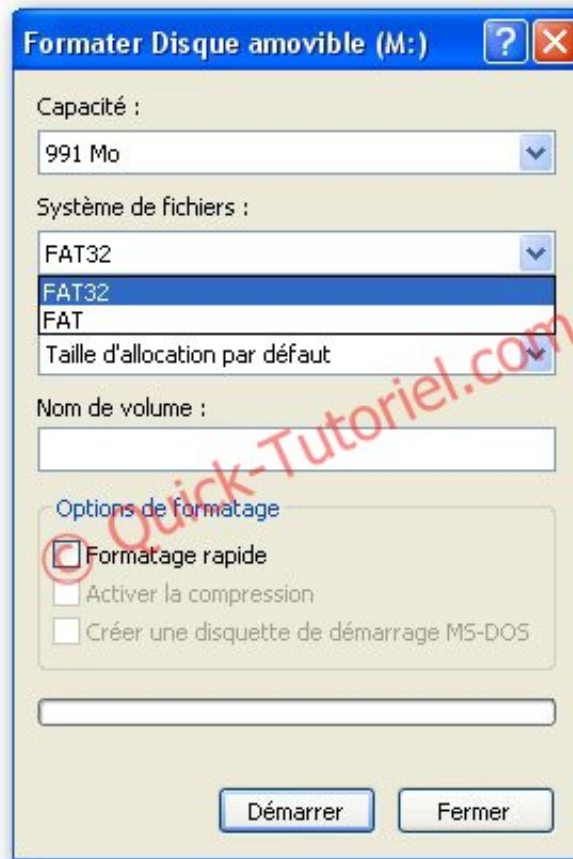 Formater Disque amovible (M:)
Capacité :
991 Mo
Système de fichiers :
FAT32
FAT32
FAT
Taille d'allocation par défaut
Nom de volume :
© Quick-Tutoriel.com
Options de formatage
Formatage rapide
Activer la compression
Créer une disquette de démarrage MS-DOS
Démarrer
Fermer